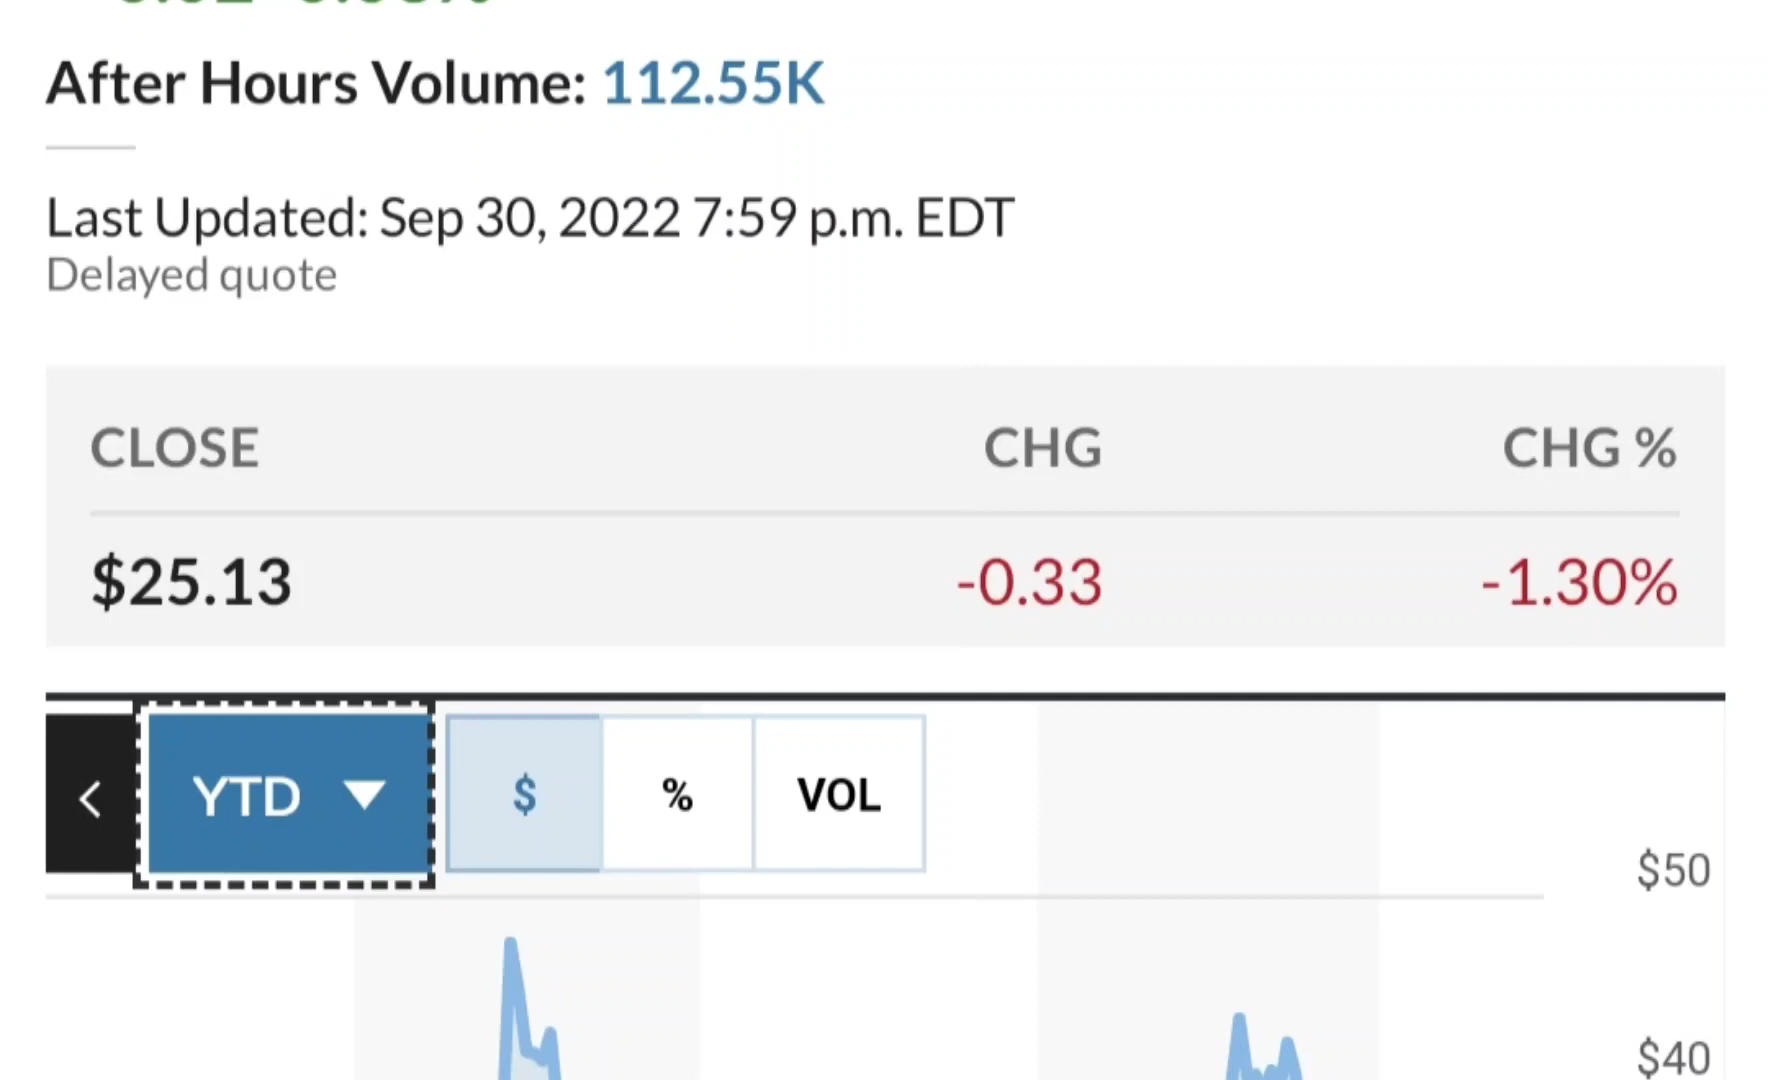 After Hours Volume: 112.55K
Last Updated: Sep 30, 2022 7:59 p.m. EDT
Delayed quote
CLOSE CHG CHG %
$25.13 -0.33 -1.30%
< YTD ▼ $ % VOL
$50
$40